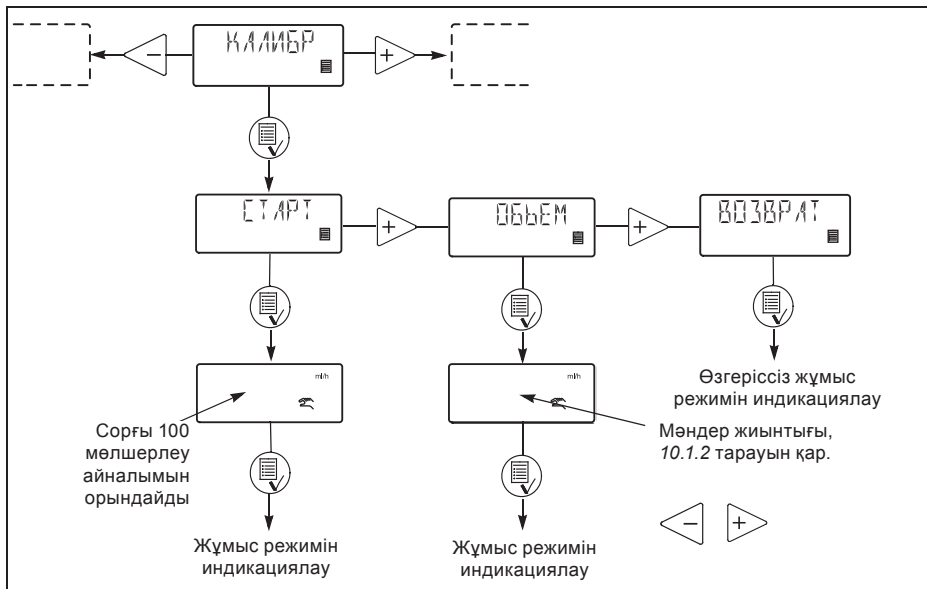 КАЛИБР
−
+
СТАРТ
+
ОБЬЕМ
+
ВОЗВРАТ
ml/h
Сорғы 100
мөлшерлеу
айналымын
орындайды
ml/h
Мәндер жиынтығы,
10.1.2 тарауын қар.
Өзгеріссіз жұмыс
режимін индикациялау
Жұмыс режимін
индикациялау
Жұмыс режимін
индикациялау
−
+